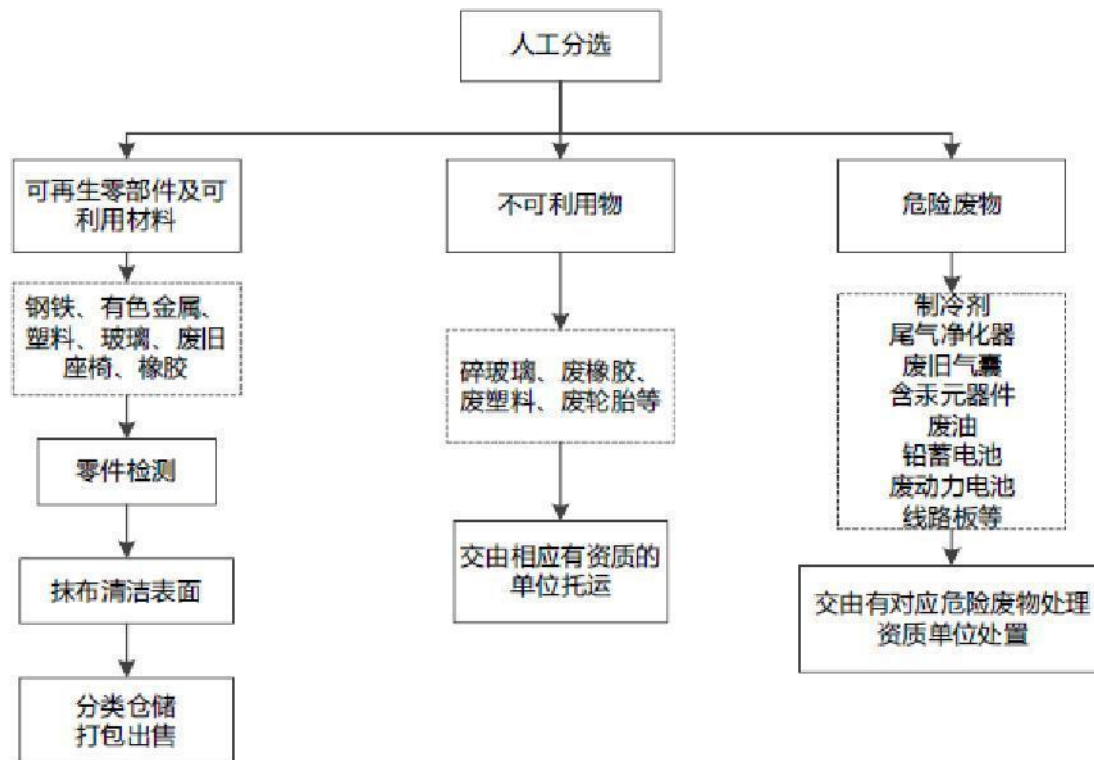 人工分选
可再生零部件及可
利用材料
不可利用物
危险废物
钢铁、有色金属、
塑料、玻璃、废旧
座椅、橡胶
碎玻璃、废橡胶、
废塑料、废轮胎等
制冷剂
尾气净化器
废旧气囊
含汞元器件
废油
铅蓄电池
废动力电池
线路板等
零件检测
抹布清洁表面
分类仓储
打包出售
交由相应有资质的
单位托运
交由有对应危险废物处理
资质单位处置